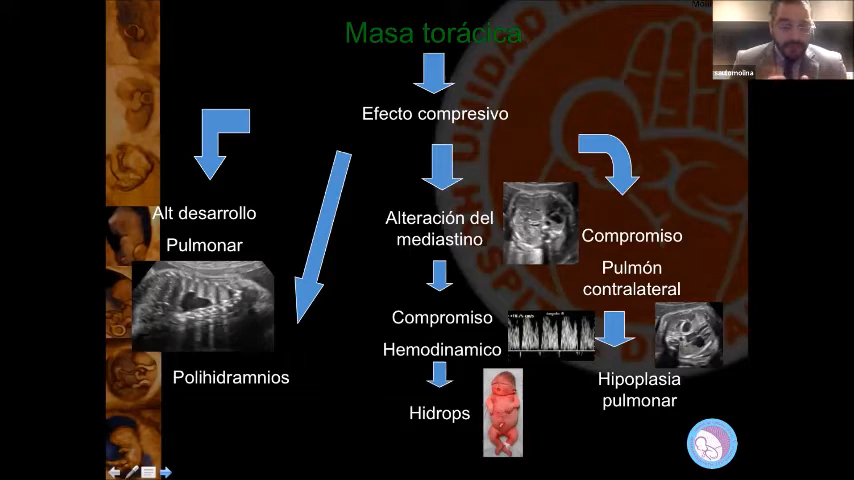 Masa torácica
saulomolina
Efecto compresivo
Alt desarrollo
Pulmonar
Alteración del
mediastino
Compromiso
Pulmón
contralateral
Compromiso
Hemodinamico
Polihidramnios
Hipoplasia
pulmonar
Hidrops